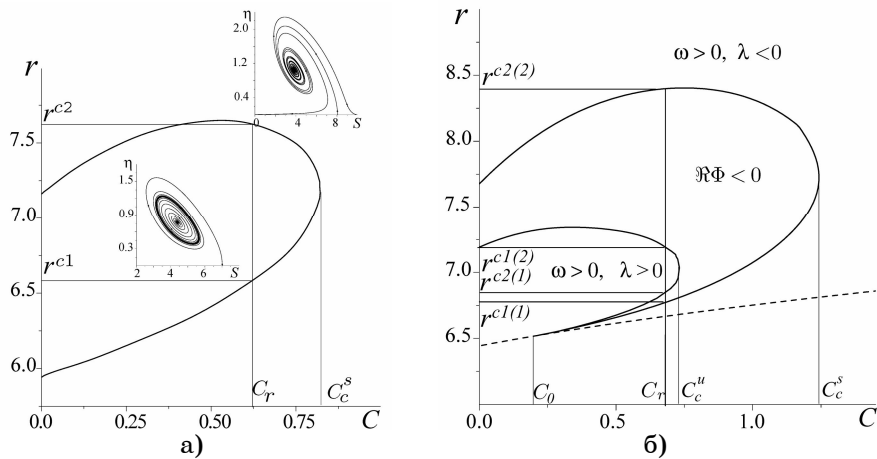 η
2.0
1.2
0.4
0 4 8 S
r
r^{c2}
7.5
η
1.5
0.9
0.3
2 4 6 S
7.0
r^{c1}
6.5
6.0
C_r C_c^s
0.0 0.25 0.50 0.75 C
а)
r
ω > 0, λ < 0
8.5
r^{c2(2)}
8.0
ℜΦ < 0
7.5
r^{c1(2)} ω > 0, λ > 0
7.0
r^{c2(1)}
r^{c1(1)}
6.5
C_0 C_r C_c^u C_c^s
0.0 0.5 1.0 C
б)